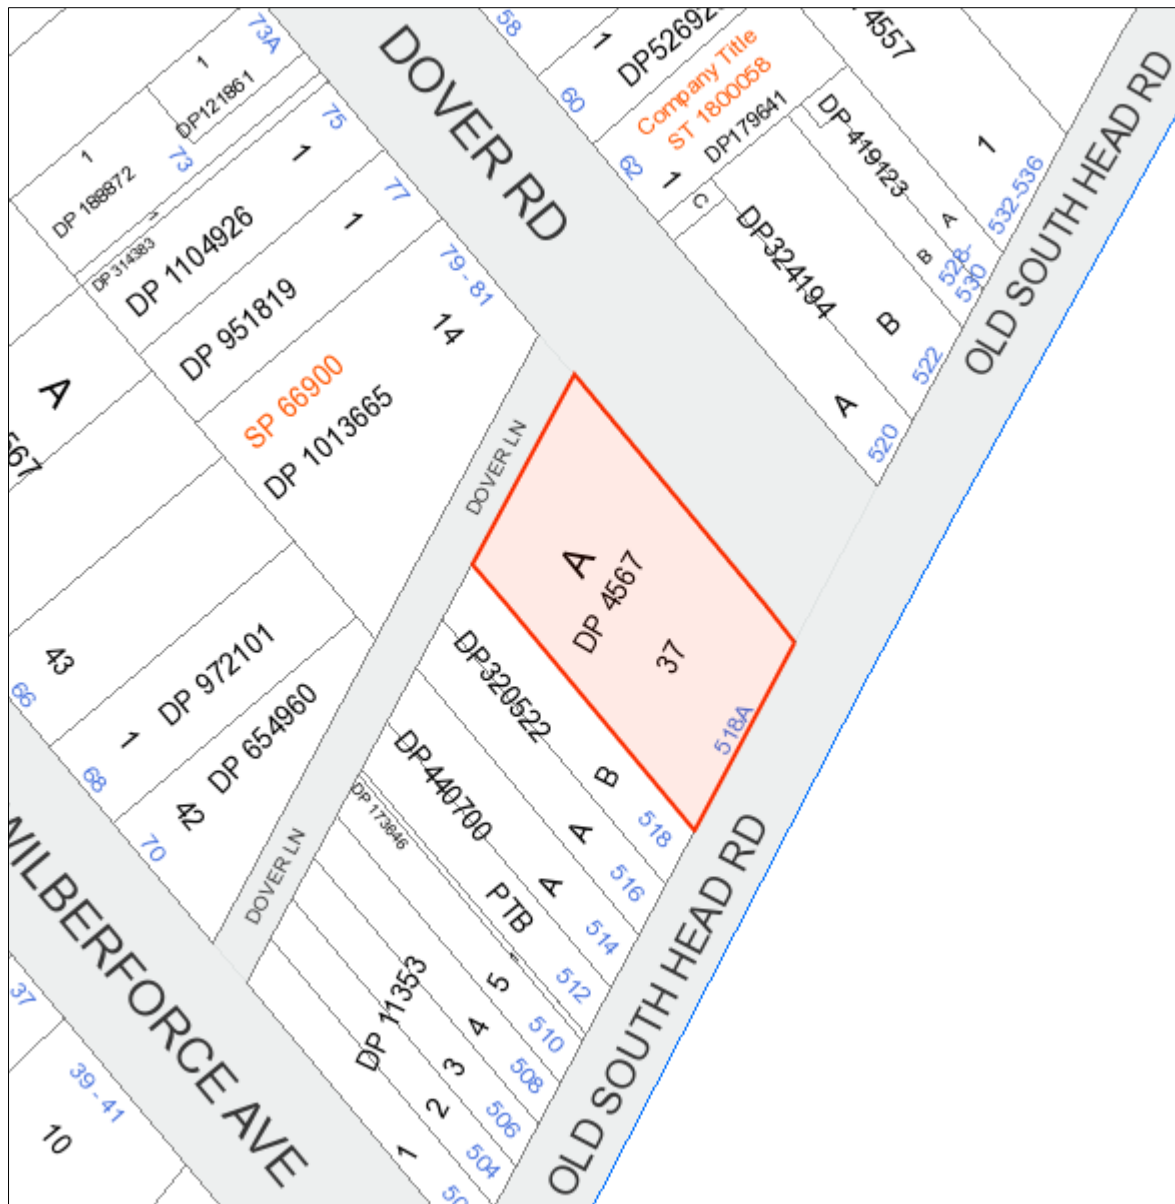 73A
1
DP121861
73
75
1
DP 188872
1
DP 314383
DP 1104926
77
1
DP 951819
79 - 81
14
SP 66900
DP 1013665
A
DOVER RD
58
1
60
Company Title
ST 1800058
62
1
DP179641
C
DP 419123
A
B
DP324194
B
A
1
532-536
528-
530
522
520
OLD SOUTH HEAD RD
DOVER LN
A
DP 4567
37
518A
43
66
DP 972101
1
68
DP 654960
42
70
DP320522
B
518
A
516
DP440700
A
514
PTB
512
DP 173646
DOVER LN
5
510
DP 11353
4
508
3
506
2
504
1
OLD SOUTH HEAD RD
WILBERFORCE AVE
37
39 - 41
10